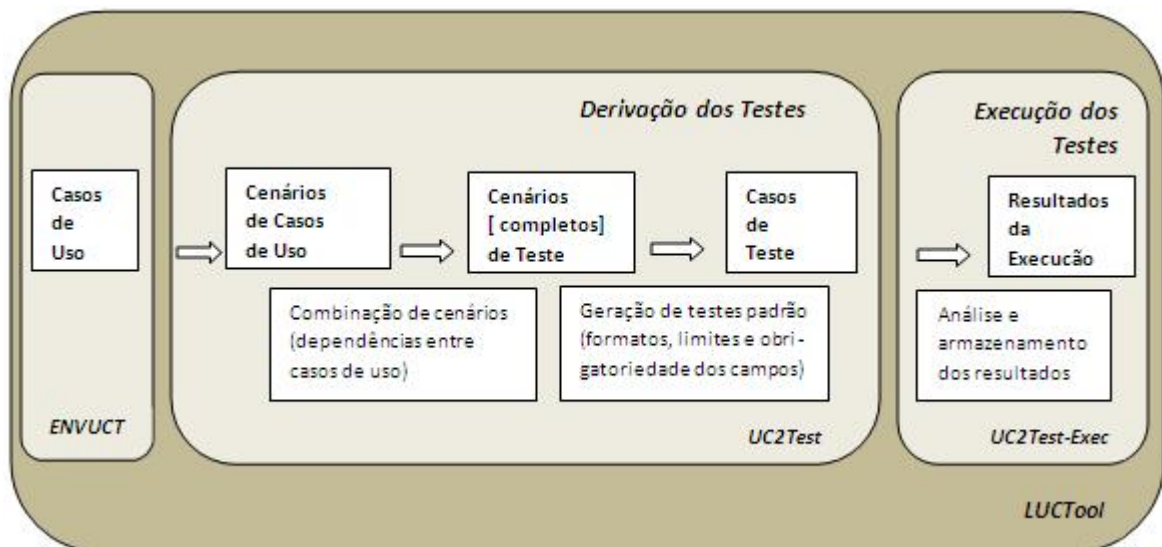 Derivação dos Testes
Execução dos
Testes
Casos
de
Uso
Cenários
de Casos
de Uso
Cenários
[ completos]
de Teste
Casos
de
Teste
Resultados
da
Execucão
Combinação de cenários
(dependências entre
casos de uso)
Geração de testes padrão
(formatos, limites e obri-
gatoriedade dos campos)
Análise e
armazenamento
dos resultados
ENVUCT
UC2Test
UC2Test-Exec
LUCTool